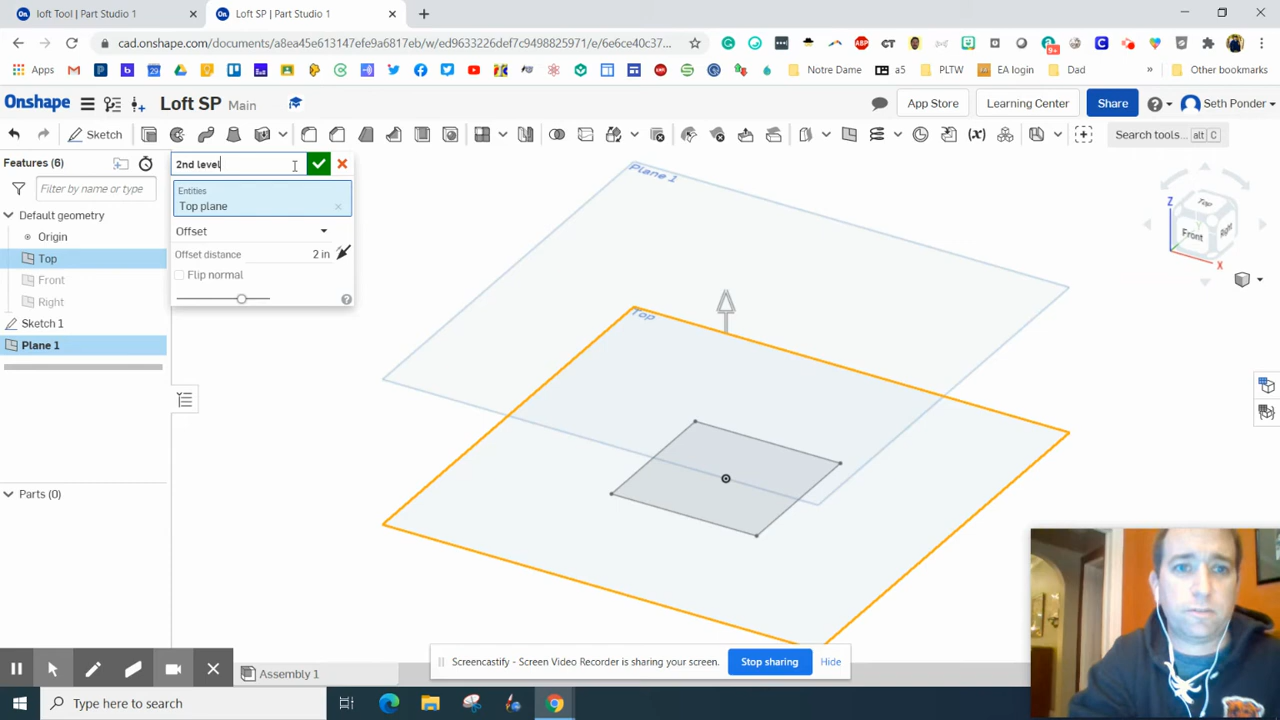 loft Tool | Part Studio 1
Loft SP | Part Studio 1
cad.onshape.com/documents/a8ea45e613147f9e9a6817eb/w/ed9633226def7c9498825971/e/6e6ce40c37...
ABP
CT
9+
Notre Dame
a5
PLTW
EA login
Dad
»
Apps
Other bookmarks
Onshape
Loft SP
Main
App Store
Learning Center
Share
Seth Ponder
Sketch
Search tools...
alt C
Features (6)
2nd level
Filter by name or type
Entities
Top plane
Default geometry
Origin
Top
Front
Right
Offset
Offset distance
2 in
Flip normal
Sketch 1
Plane 1
Parts (0)
Plane 1
Top
Z
Top
Front
Right
X
Screencastify - Screen Video Recorder is sharing your screen.
Stop sharing
Hide
Assembly 1
Type here to search